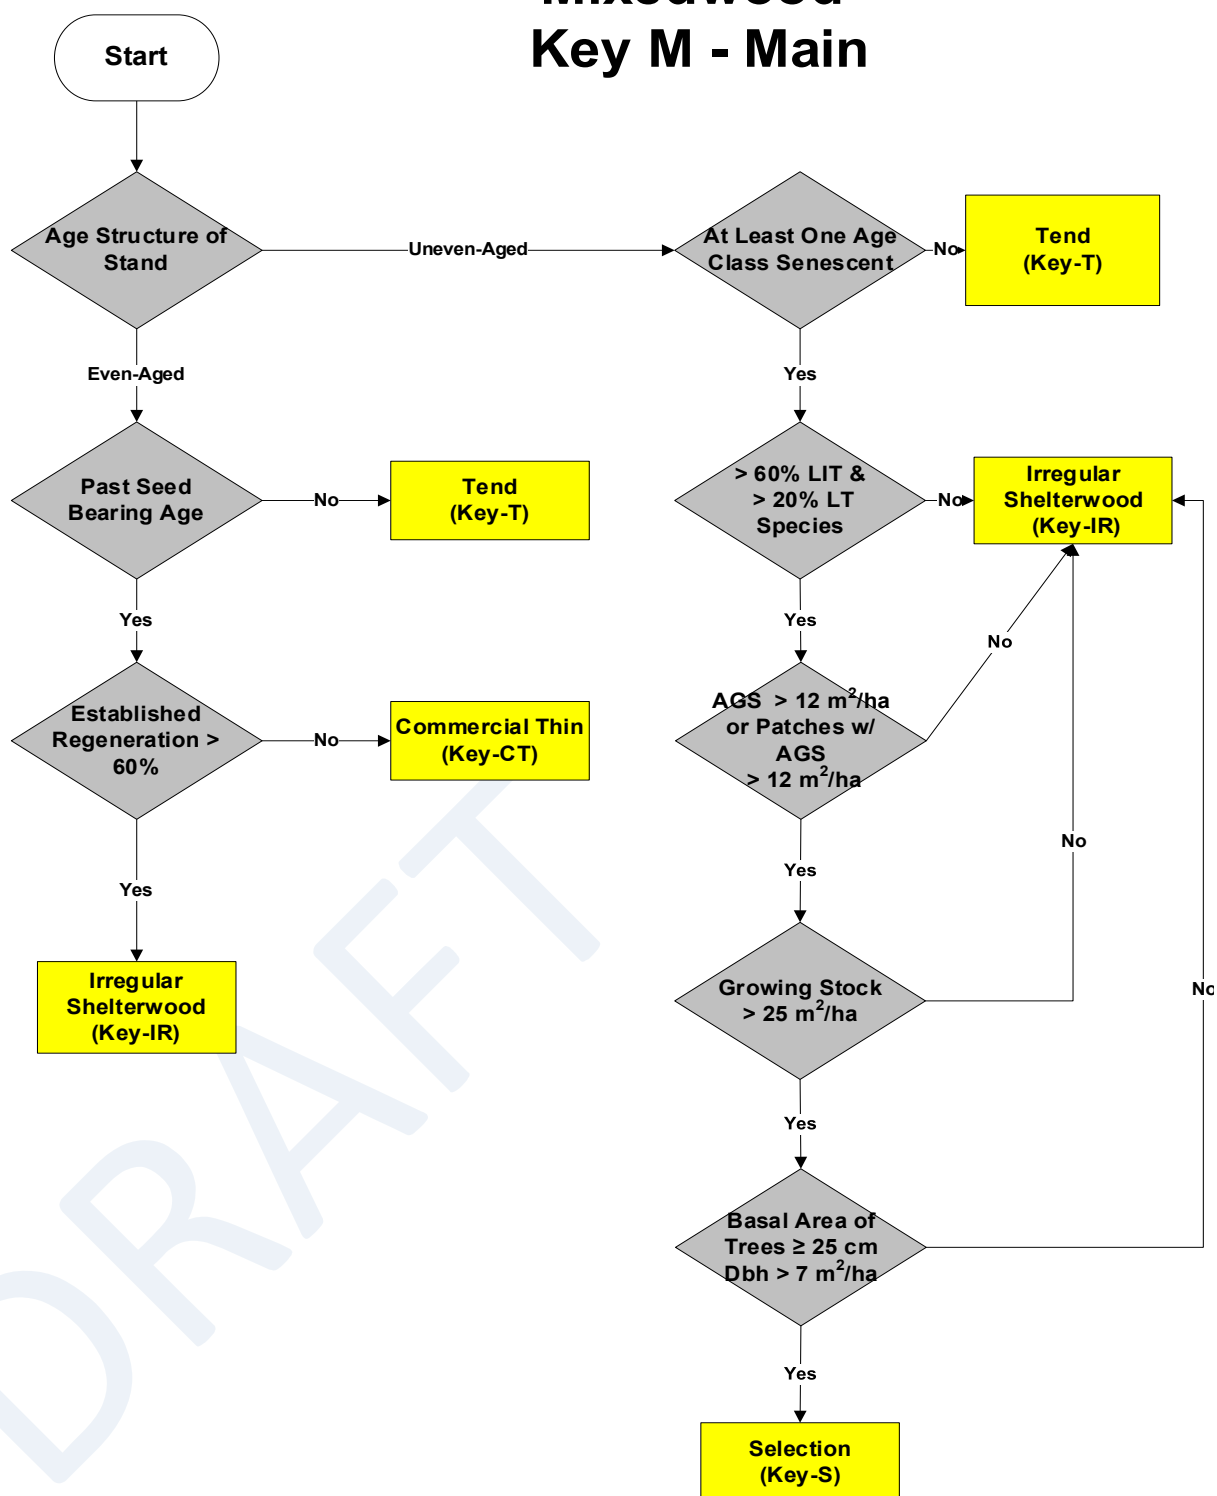 Mixedwood
Key M - Main
Start
Age Structure of
Stand
Uneven-Aged
At Least One Age
Class Senescent
No
Tend
(Key-T)
Even-Aged
Yes
Past Seed
Bearing Age
No
Tend
(Key-T)
> 60% LIT &
> 20% LT
Species
No
Irregular
Shelterwood
(Key-IR)
Yes
Yes
No
Established
Regeneration >
60%
No
Commercial Thin
(Key-CT)
AGS > 12 m²/ha
or Patches w/
AGS
> 12 m²/ha
No
Yes
Yes
Irregular
Shelterwood
(Key-IR)
Growing Stock
> 25 m²/ha
No
Yes
Basal Area of
Trees ≥ 25 cm
Dbh > 7 m²/ha
Yes
Selection
(Key-S)
DRAFT